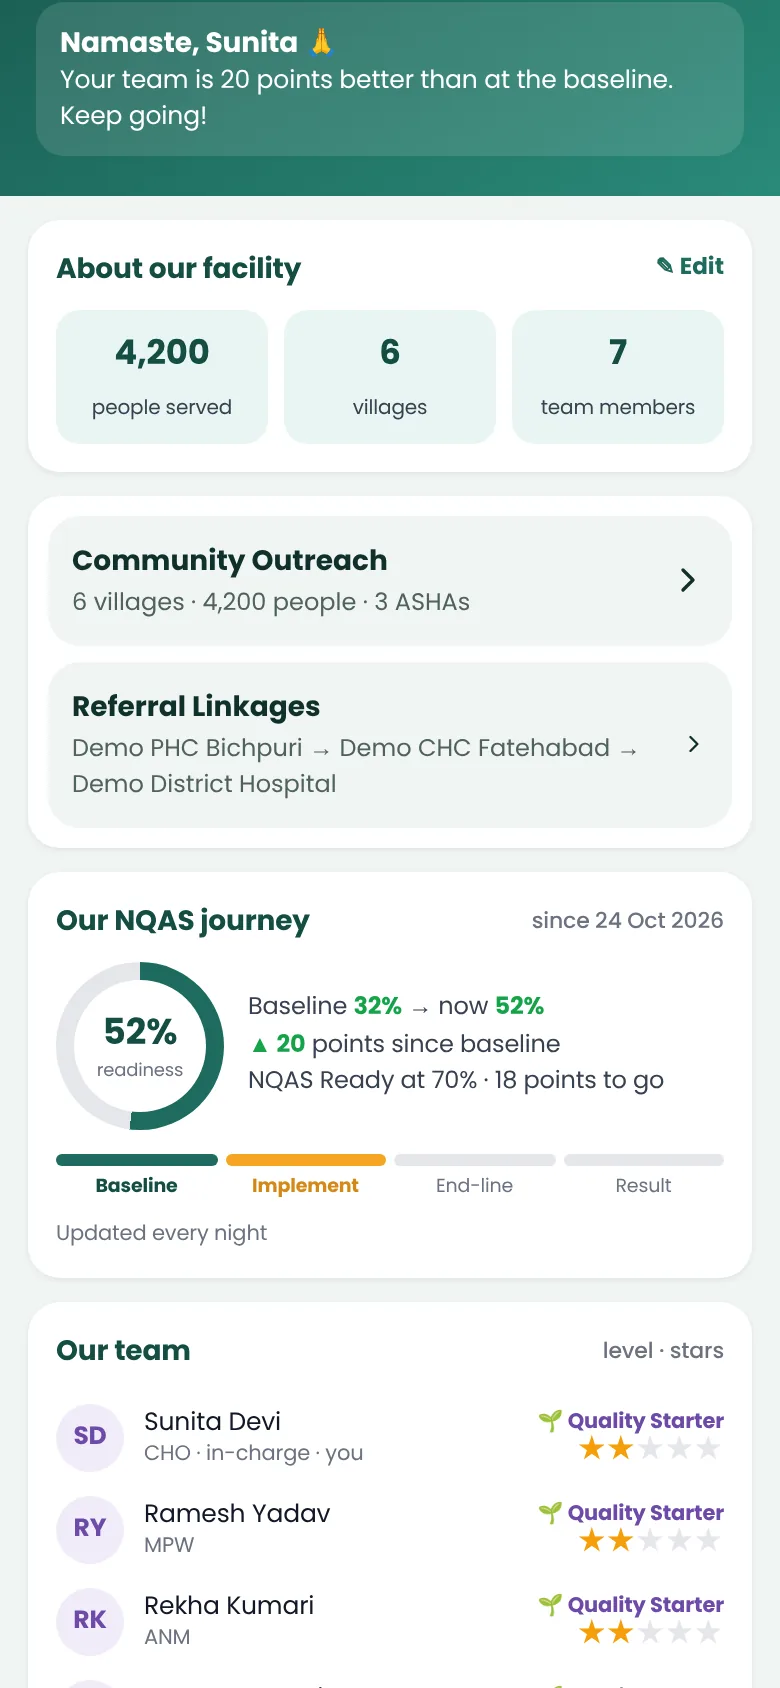 Namaste, Sunita 🙏
Your team is 20 points better than at the baseline.
Keep going!
About our facility
✎ Edit
4,200
people served
6
villages
7
team members
Community Outreach
6 villages · 4,200 people · 3 ASHAs
Referral Linkages
Demo PHC Bichpuri → Demo CHC Fatehabad →
Demo District Hospital
Our NQAS journey
since 24 Oct 2026
52%
readiness
Baseline 32% → now 52%
▲ 20 points since baseline
NQAS Ready at 70% · 18 points to go
Baseline
Implement
End-line
Result
Updated every night
Our team
level · stars
SD
Sunita Devi
CHO · in-charge · you
🌱 Quality Starter
★★★★★
RY
Ramesh Yadav
MPW
🌱 Quality Starter
★★★★★
RK
Rekha Kumari
ANM
🌱 Quality Starter
★★★★★